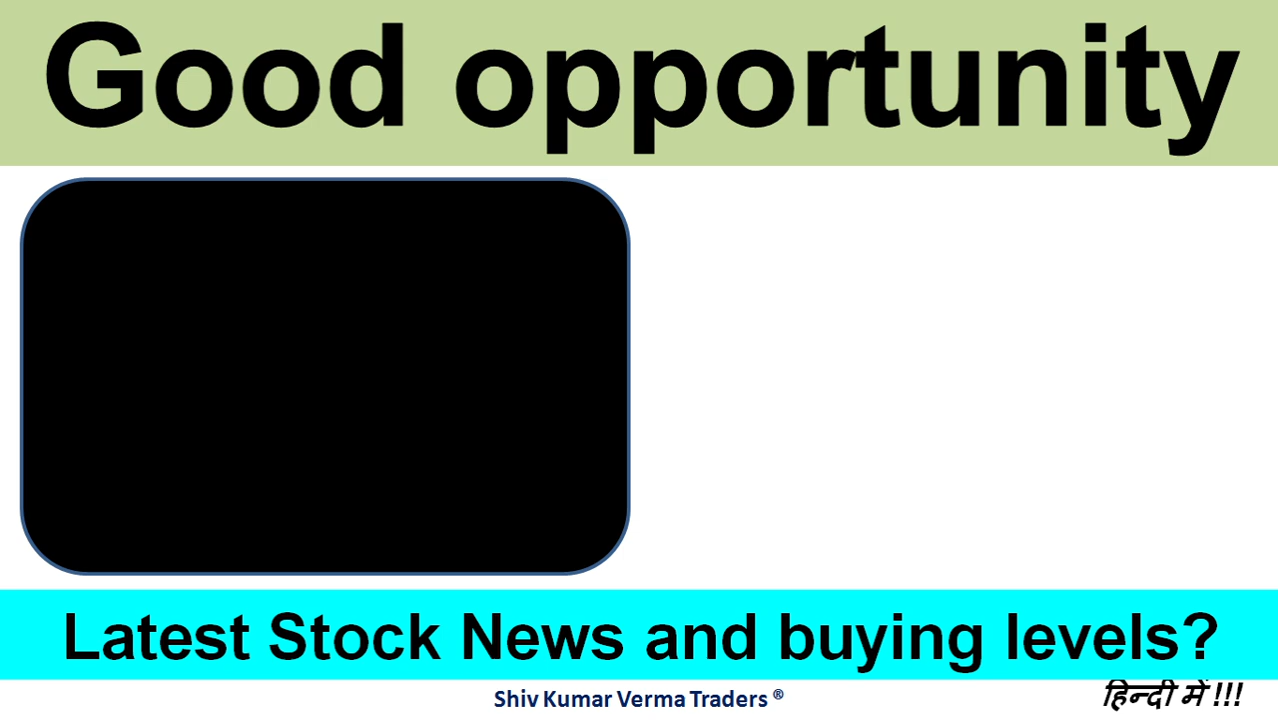 Good opportunity
Latest Stock News and buying levels?
Shiv Kumar Verma Traders ®
हिन्दी में !!!